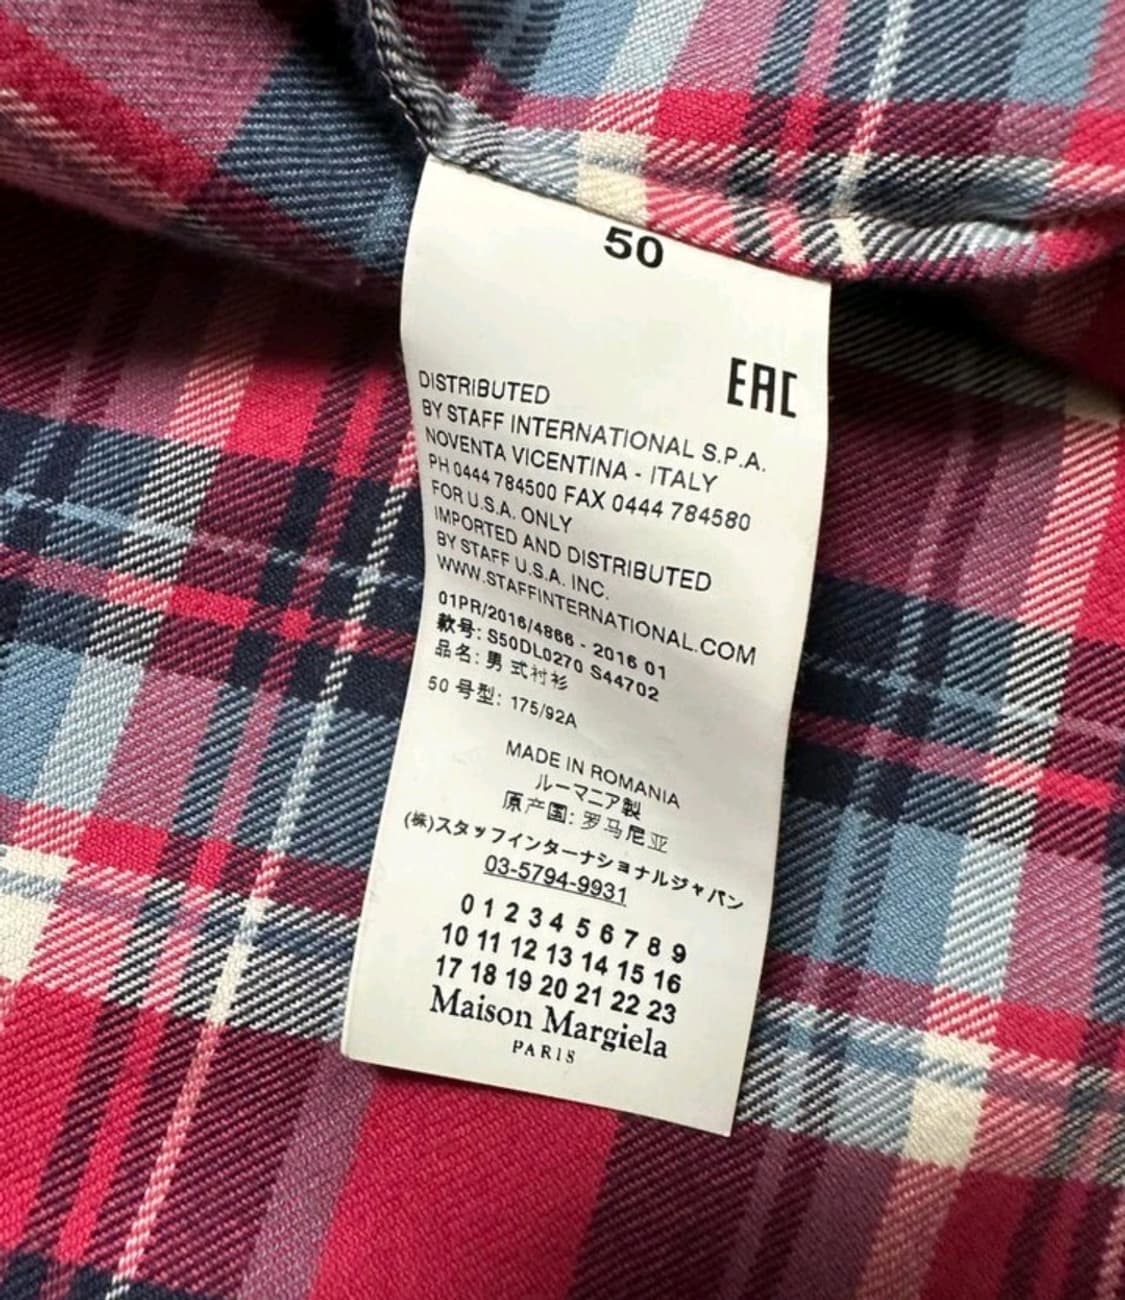 50
EAC
DISTRIBUTED
BY STAFF INTERNATIONAL S.P.A.
NOVENTA VICENTINA - ITALY
PH 0444 784500 FAX 0444 784580
FOR U.S.A. ONLY
IMPORTED AND DISTRIBUTED
BY STAFF U.S.A. INC.
WWW.STAFFINTERNATIONAL.COM
01PR/2016/4866 - 2016 01
款号: S50DL0270 S44702
品名: 男 式衬衫
50 号型: 175/92A
MADE IN ROMANIA
ルーマニア製
原产国: 罗马尼亚
(株)スタッフインターナショナルジャパン
03-5794-9931
0 1 2 3 4 5 6 7 8 9
10 11 12 13 14 15 16
17 18 19 20 21 22 23
Maison Margiela
PARIS